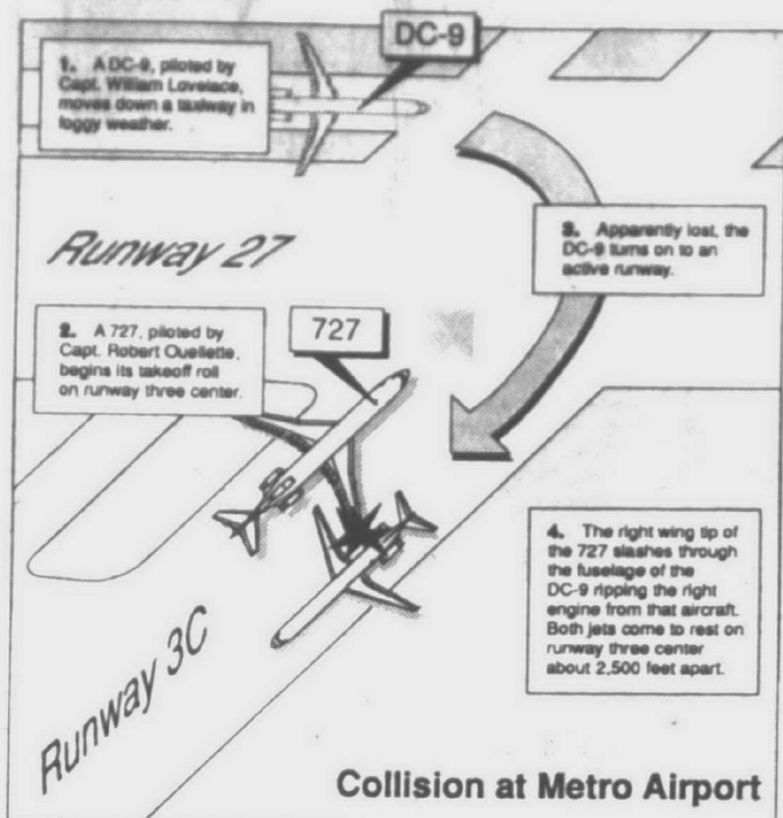 DC-9
1. A DC-9, piloted by
Capt. William Lovelace,
moves down a taxiway in
foggy weather.
Runway 27
3. Apparently lost, the
DC-9 turns on to an
active runway.
2. A 727, piloted by
Capt. Robert Ouellette,
begins its takeoff roll
on runway three center.
727
4. The right wing tip of
the 727 slashes through
the fuselage of the
DC-9 ripping the right
engine from that aircraft.
Both jets come to rest on
runway three center
about 2,500 feet apart.
Runway 3C
Collision at Metro Airport